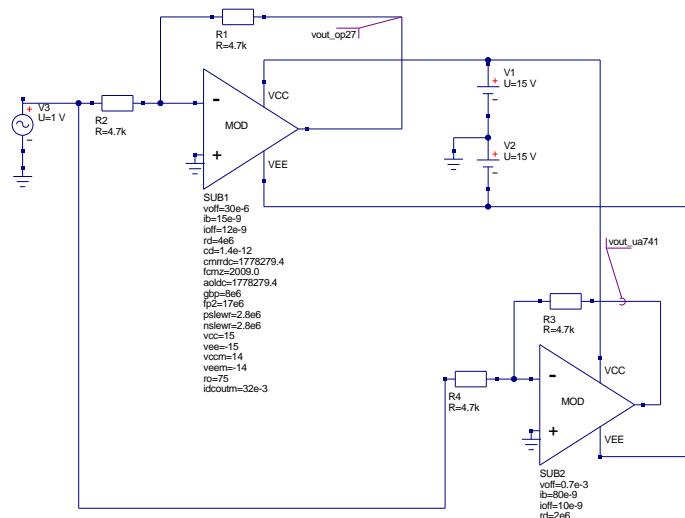 R1
R=4.7k
vout_op27
V3
U=1 V
R2
R=4.7k
-
MOD
+
VCC
VEE
V1
U=15 V
V2
U=15 V
SUB1
voff=30e-6
ib=15e-9
ioff=12e-9
rd=4e6
cd=1.4e-12
cmrrdc=1778279.4
fcmz=2009.0
aoldc=1778279.4
gbp=8e6
fp2=17e6
pslewr=2.8e6
nslewr=2.8e6
vcc=15
vee=-15
vccm=14
veem=-14
ro=75
idcoutm=32e-3
vout_ua741
R3
R=4.7k
R4
R=4.7k
-
MOD
+
VCC
VEE
SUB2
voff=0.7e-3
ib=80e-9
ioff=10e-9
rd=2e6